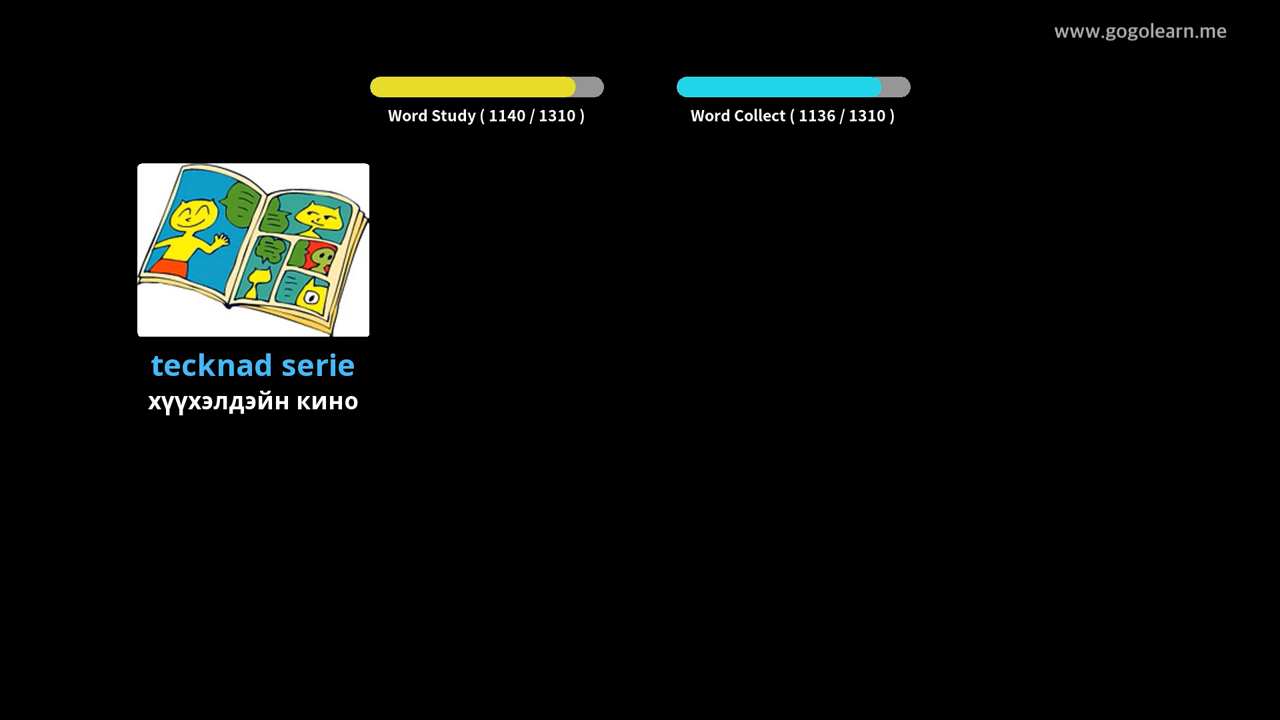 www.gogolearn.me
Word Study ( 1140 / 1310 )
Word Collect ( 1136 / 1310 )
tecknad serie
хүүхэлдэйн кино